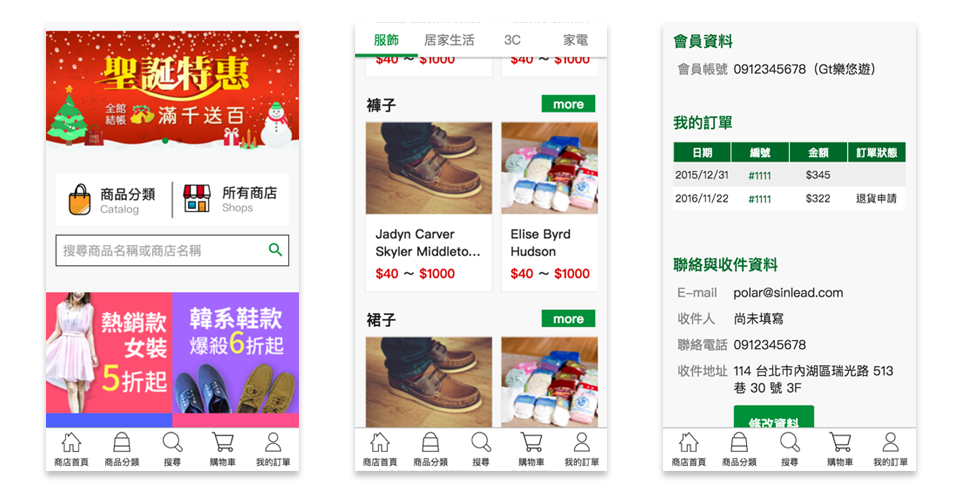 聖誕特惠
全館
結帳
滿千送百
商品分類
Catalog
所有商店
Shops
搜尋商品名稱或商店名稱
熱銷款
女裝
5折起
韓系鞋款
爆殺6折起
商店首頁 商品分類 搜尋 購物車 我的訂單
服飾 居家生活 3C 家電
$40 ～ $1000 $40 ～ $1000
褲子 more
Jadyn Carver
Skyler Middleto...
$40 ～ $1000
Elise Byrd
Hudson
$40 ～ $1000
裙子 more
商店首頁 商品分類 搜尋 購物車 我的訂單
會員資料
會員帳號 0912345678（Gt樂悠遊）
我的訂單
日期 編號 金額 訂單狀態
2015/12/31 #1111 $345
2016/11/22 #1111 $322 退貨申請
聯絡與收件資料
E-mail polar@sinlead.com
收件人 尚未填寫
聯絡電話 0912345678
收件地址 114 台北市內湖區瑞光路 513
巷 30 號 3F
修改資料
商店首頁 商品分類 搜尋 購物車 我的訂單